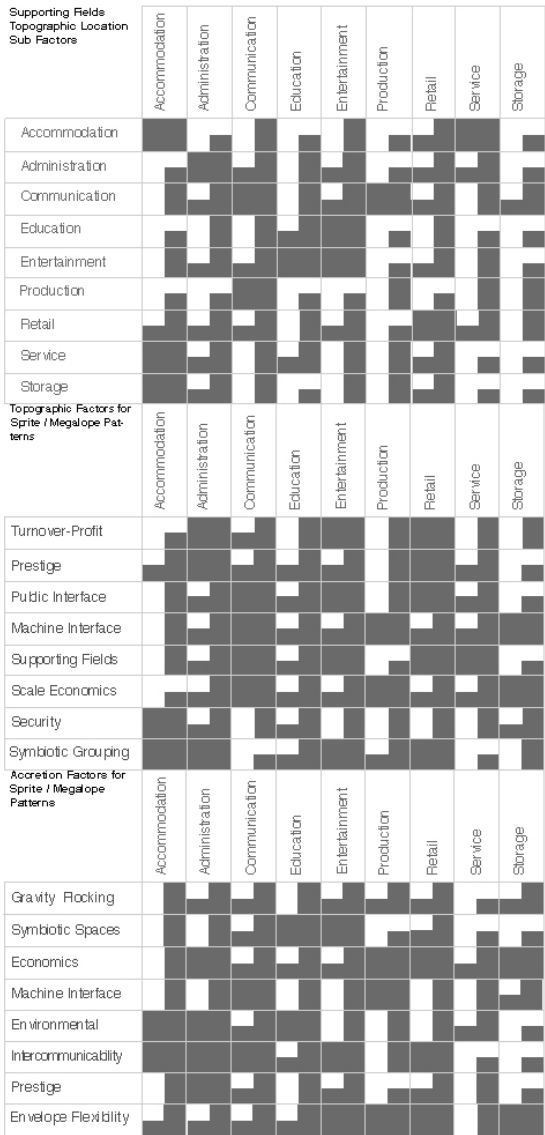 Supporting Fields
Topographic Location
Sub Factors
Accommodation
Administration
Communication
Education
Entertainment
Production
Retail
Service
Storage
Accommodation
Administration
Communication
Education
Entertainment
Production
Retail
Service
Storage
Topographic Factors for
Sprite / Megalope Pat-
terns
Accommodation
Administration
Communication
Education
Entertainment
Production
Retail
Service
Storage
Turnover-Profit
Prestige
Public Interface
Machine Interface
Supporting Fields
Scale Economics
Security
Symbiotic Grouping
Accretion Factors for
Sprite / Megalope
Patterns
Accommodation
Administration
Communication
Education
Entertainment
Production
Retail
Service
Storage
Gravity Flocking
Symbiotic Spaces
Economics
Machine Interface
Environmental
Intercommunicability
Prestige
Envelope Flexibility